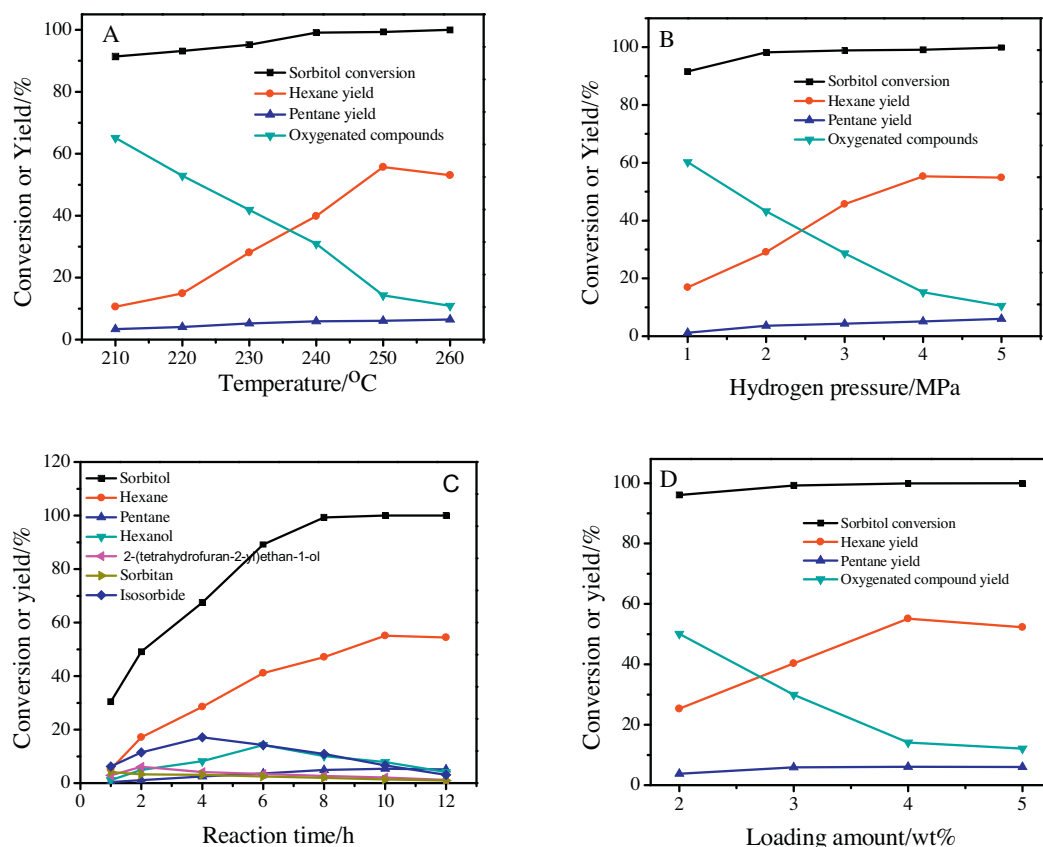 A
Sorbitol conversion
Hexane yield
Pentane yield
Oxygenated compounds
Conversion or Yield/%
100
80
60
40
20
0
210 220 230 240 250 260
Temperature/°C
B
Sorbitol conversion
Hexane yield
Pentane yield
Oxygenated compounds
Conversion or Yield/%
100
80
60
40
20
0
1 2 3 4 5
Hydrogen pressure/MPa
C
Sorbitol
Hexane
Pentane
Hexanol
2-(tetrahydrofuran-2-yl)ethan-1-ol
Sorbitan
Isosorbide
Conversion or yield/%
120
100
80
60
40
20
0
0 2 4 6 8 10 12
Reaction time/h
D
Sorbitol conversion
Hexane yield
Pentane yield
Oxygenated compound yield
Conversion or yield/%
100
80
60
40
20
0
2 3 4 5
Loading amount/wt%